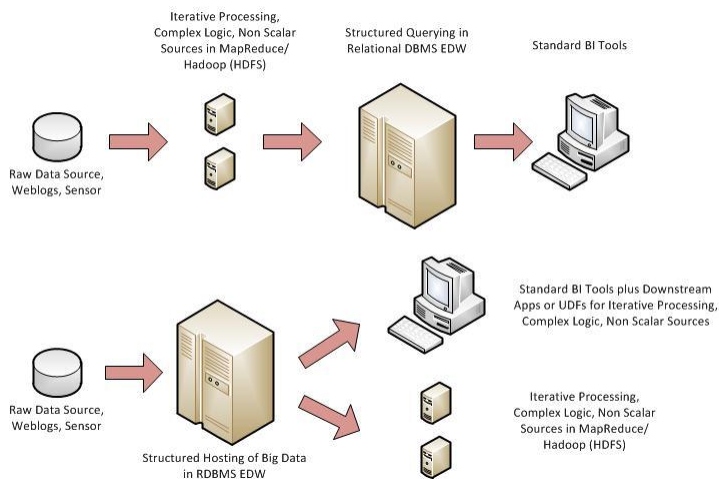 Iterative Processing,
Complex Logic, Non Scalar
Sources in MapReduce/
Hadoop (HDFS)
Structured Querying in
Relational DBMS EDW
Standard BI Tools
Raw Data Source,
Weblogs, Sensor
Standard BI Tools plus Downstream
Apps or UDFs for Iterative Processing,
Complex Logic, Non Scalar Sources
Raw Data Source,
Weblogs, Sensor
Structured Hosting of Big Data
in RDBMS EDW
Iterative Processing,
Complex Logic, Non Scalar
Sources in MapReduce/
Hadoop (HDFS)